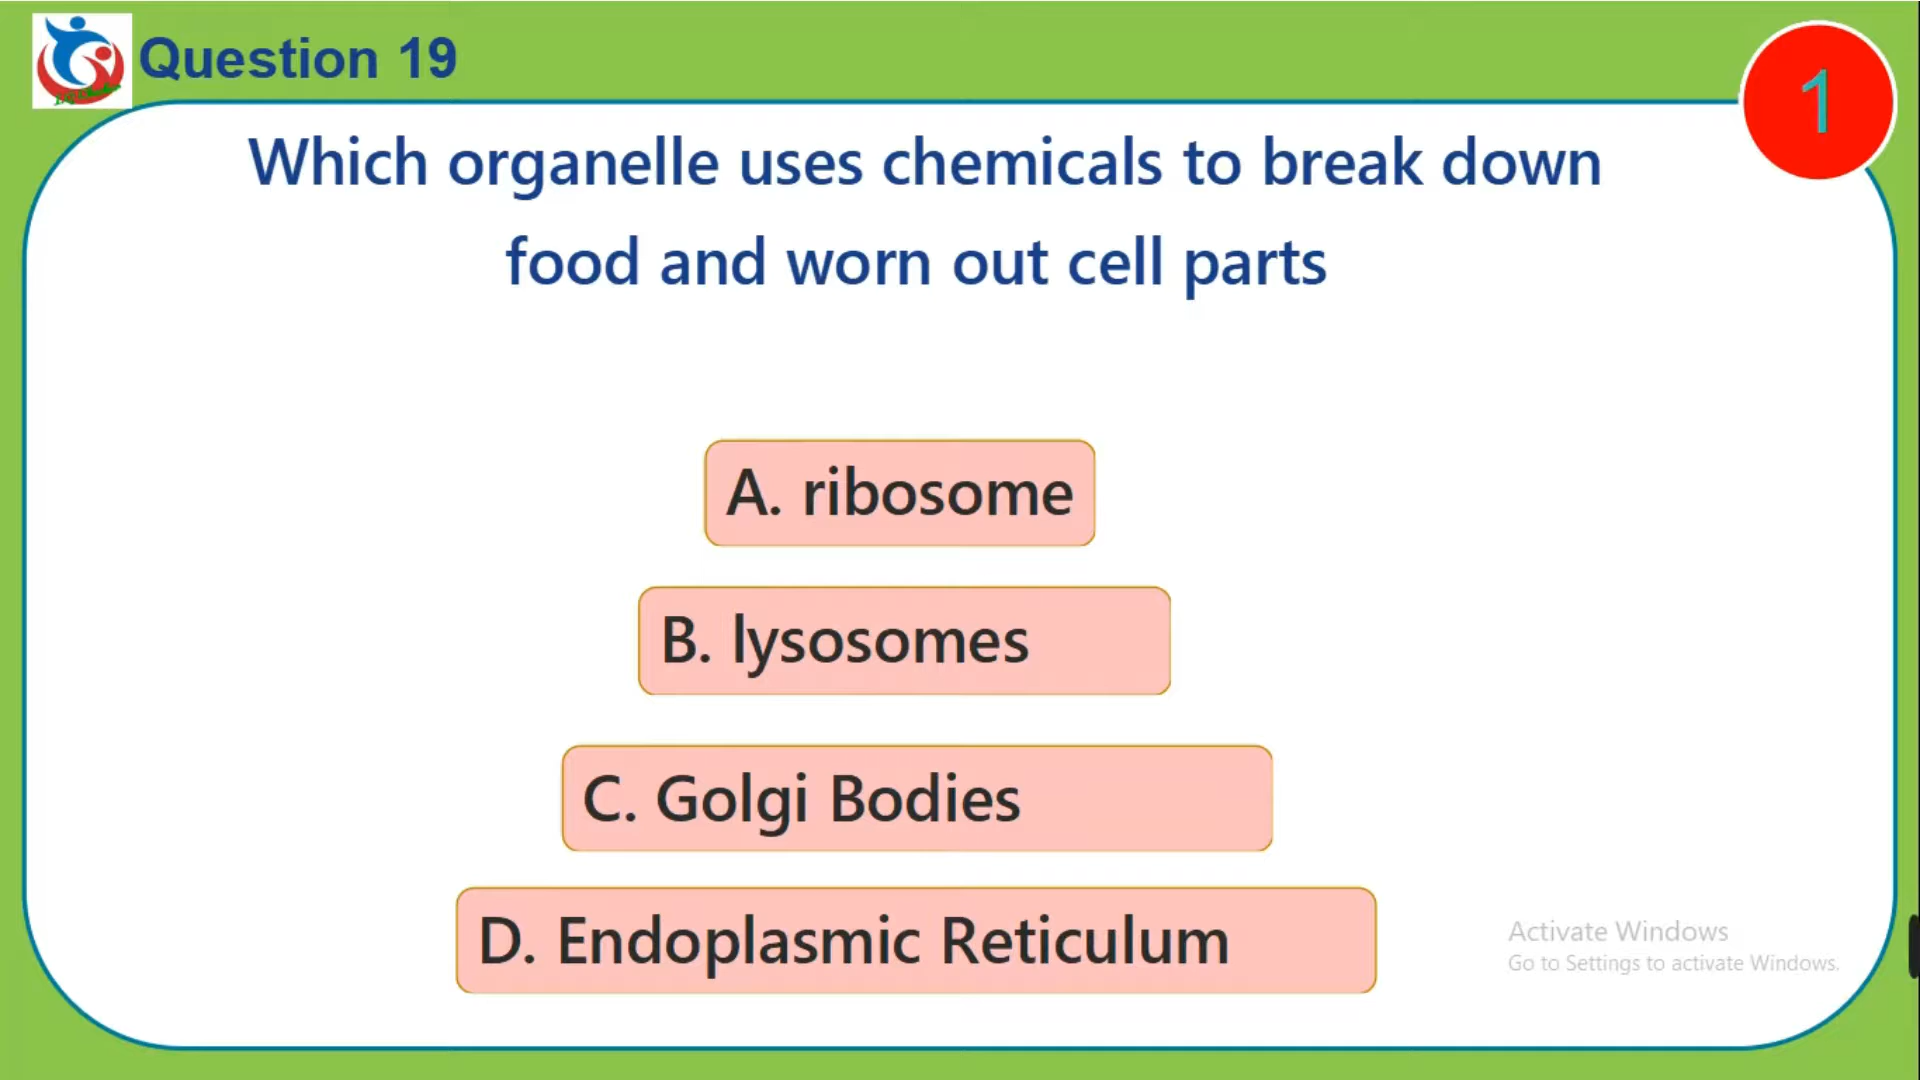 Question 19
1
Which organelle uses chemicals to break down
food and worn out cell parts
A. ribosome
B. lysosomes
C. Golgi Bodies
D. Endoplasmic Reticulum
Activate Windows
Go to Settings to activate Windows.